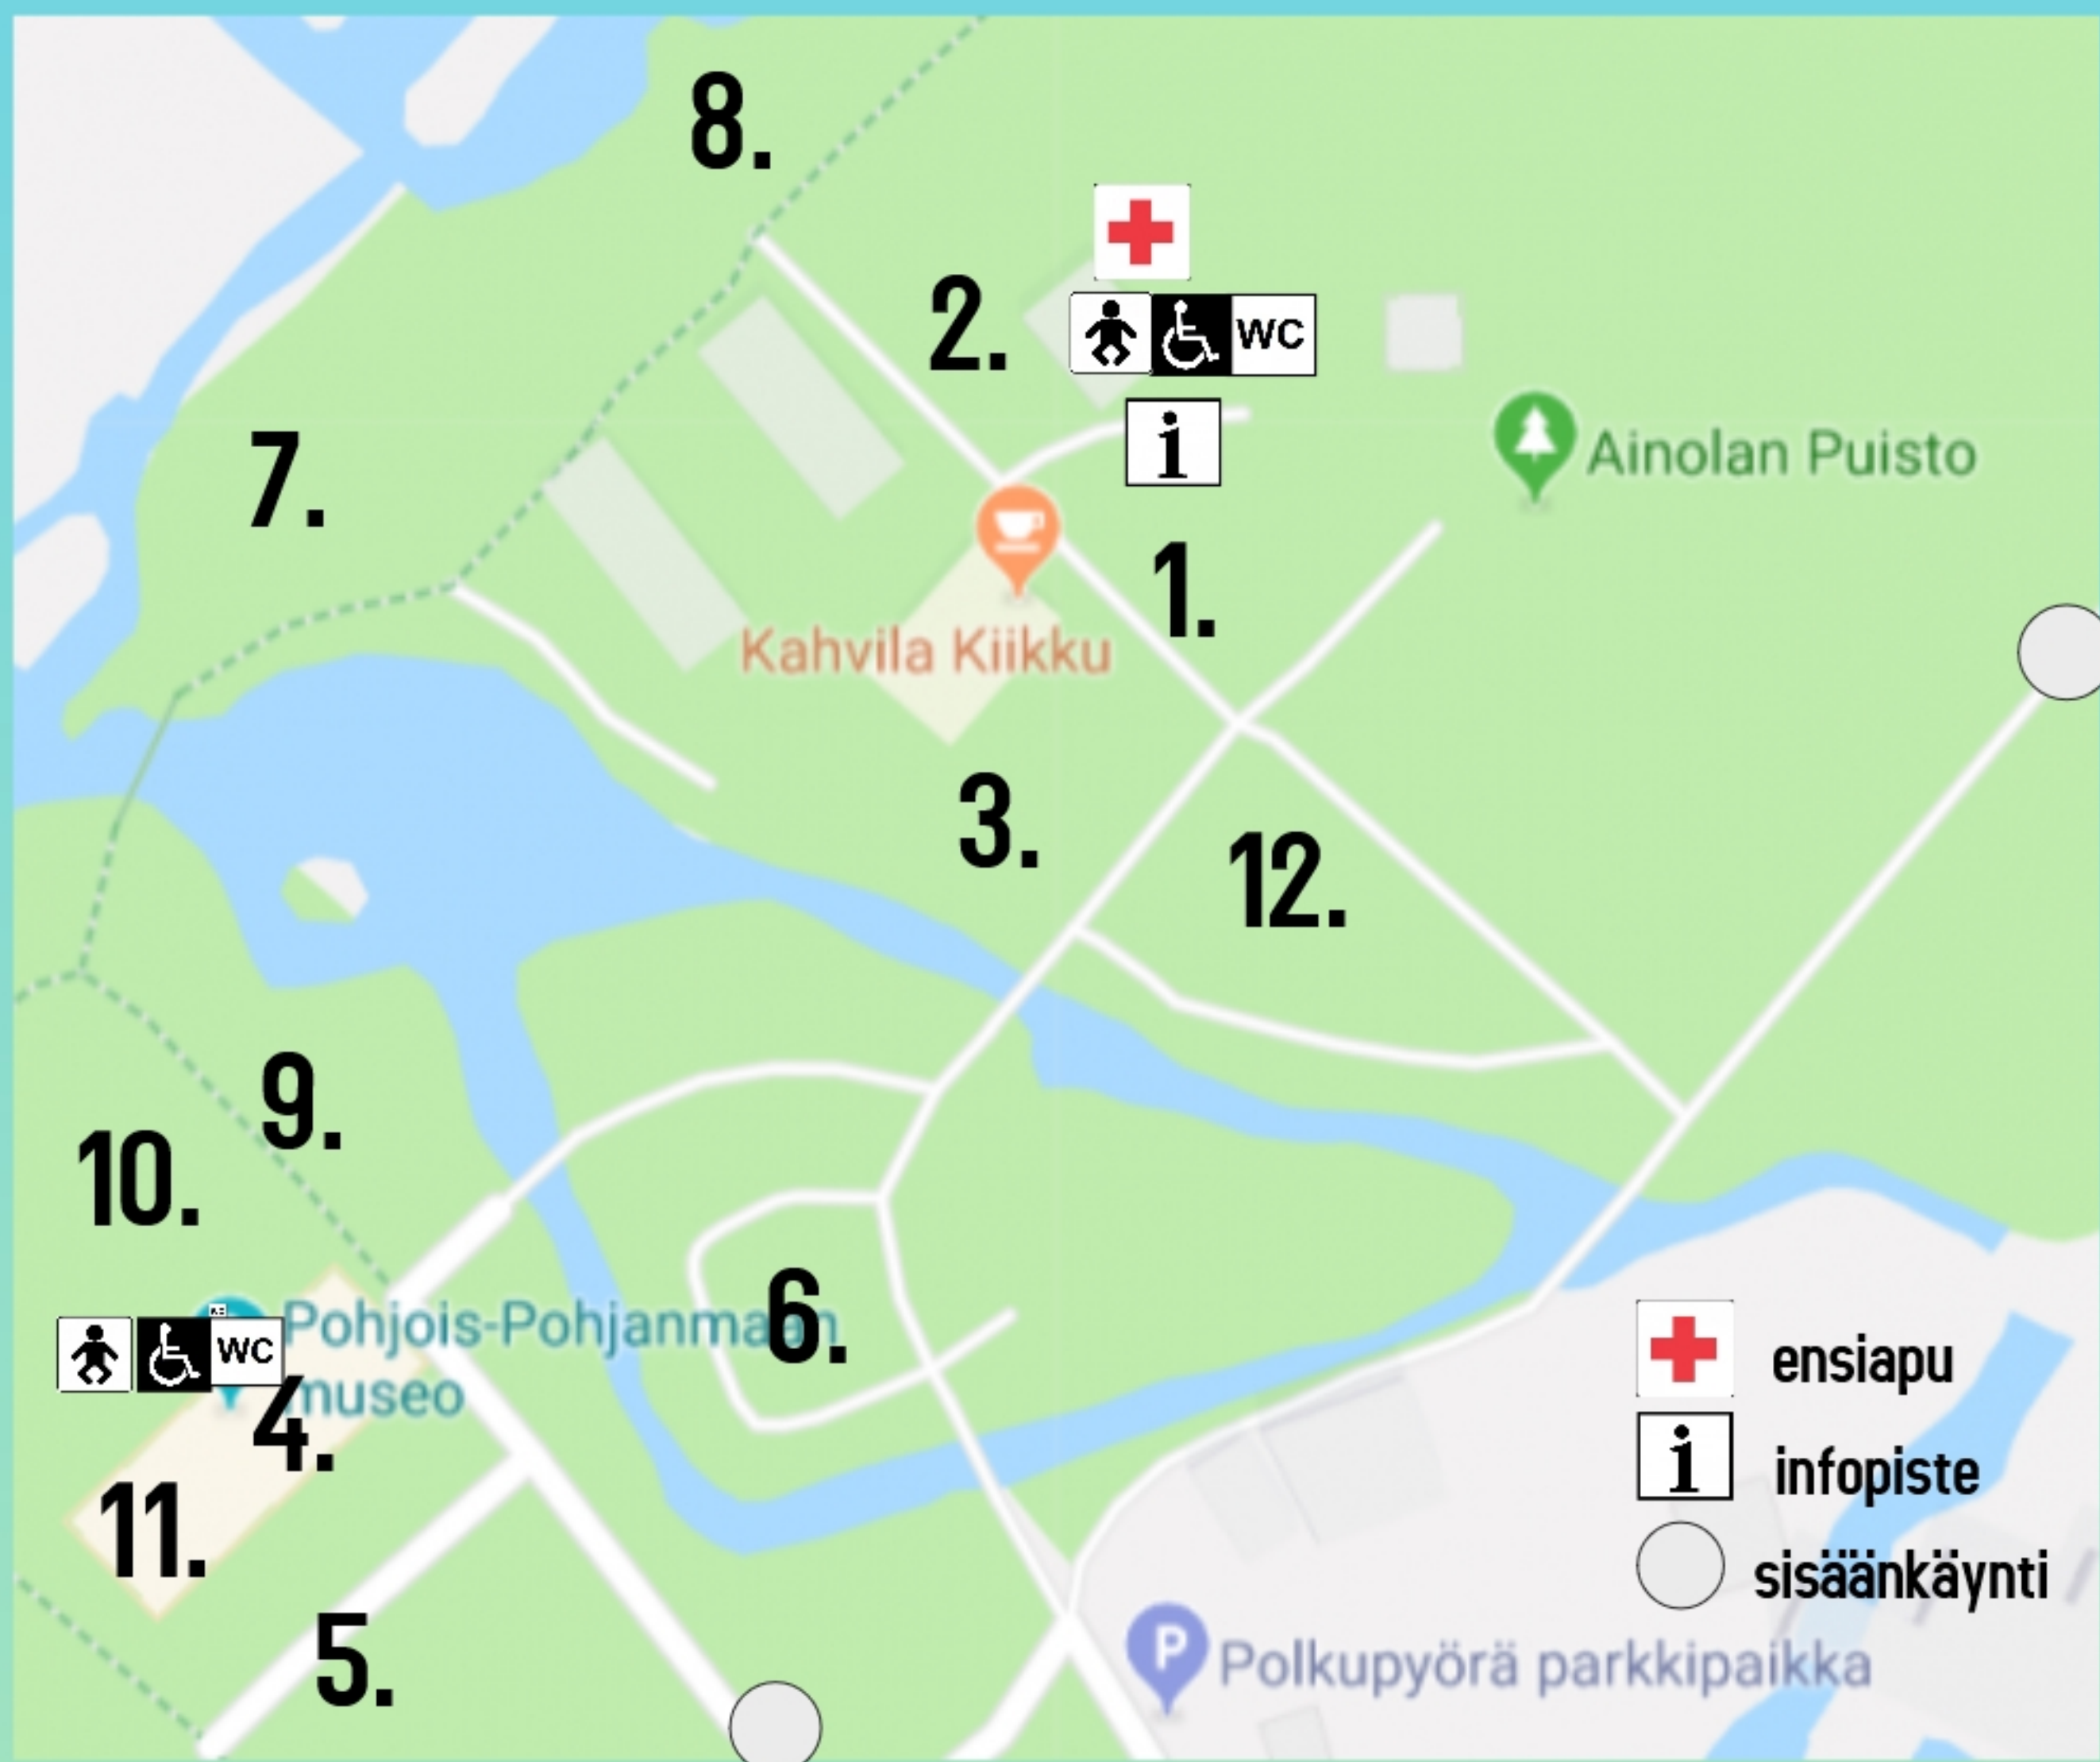 8.
2.
WC
i
Ainolan Puisto
7.
1.
Kahvila Kiikku
3.
12.
9.
10.
6.
Pohjois-Pohjanmaan
museo
WC
4.
11.
5.
ensiapu
i
infopiste
sisäänkäynti
P
Polkupyörä parkkipaikka